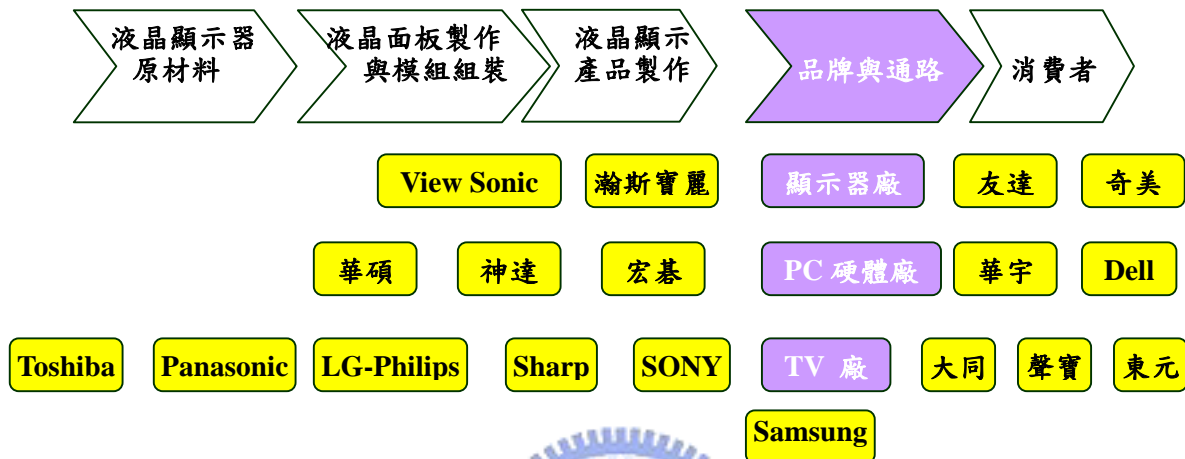 液晶顯示器
原材料
液晶面板製作
與模組組裝
液晶顯示
產品製作
品牌與通路
消費者
View Sonic
瀚斯寶麗
顯示器廠
友達
奇美
華碩
神達
宏碁
PC 硬體廠
華宇
Dell
Toshiba
Panasonic
LG-Philips
Sharp
SONY
TV 廠
大同
聲寶
東元
Samsung